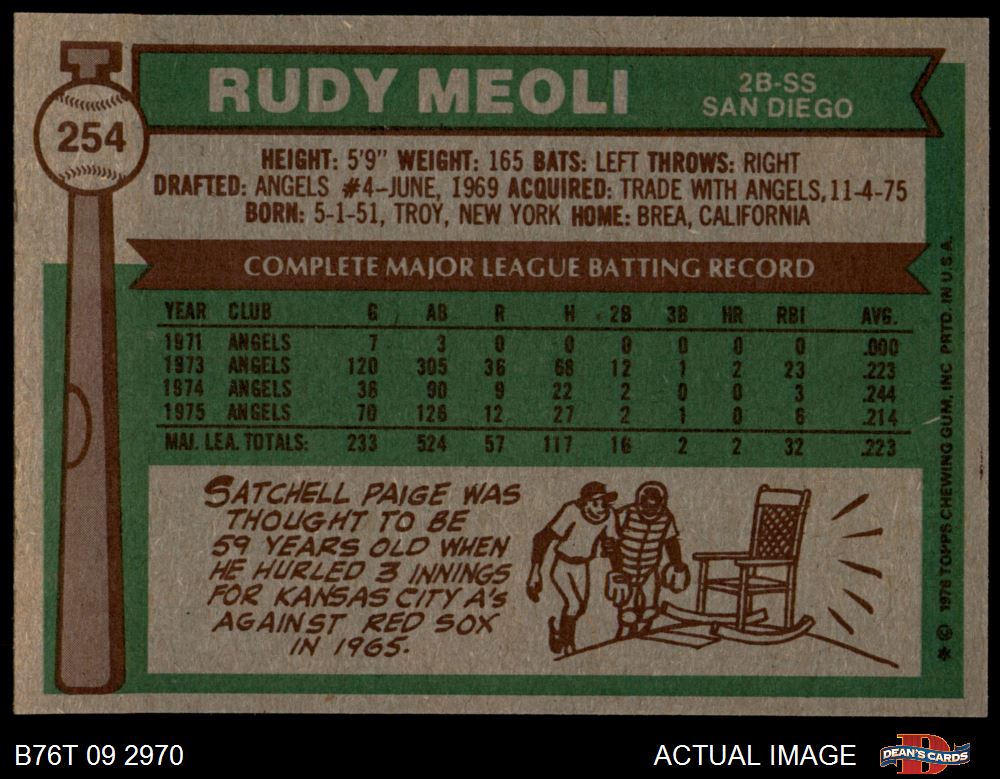 254
RUDY MEOLI
2B-SS
SAN DIEGO
HEIGHT: 5'9" WEIGHT: 165 BATS: LEFT THROWS: RIGHT
DRAFTED: ANGELS #4-JUNE, 1969 ACQUIRED: TRADE WITH ANGELS, 11-4-75
BORN: 5-1-51, TROY, NEW YORK HOME: BREA, CALIFORNIA
COMPLETE MAJOR LEAGUE BATTING RECORD
YEAR CLUB G AB R H 2B 3B HR RBI AVG.
1971 ANGELS 7 3 0 0 0 0 0 0 .000
1973 ANGELS 120 305 36 68 12 1 2 23 .223
1974 ANGELS 36 90 9 22 2 0 0 3 .244
1975 ANGELS 70 126 12 27 2 1 0 6 .214
MAJ. LEA. TOTALS: 233 524 57 117 16 2 2 32 .223
SATCHELL PAIGE WAS
THOUGHT TO BE
59 YEARS OLD WHEN
HE HURLED 3 INNINGS
FOR KANSAS CITY A's
AGAINST RED SOX
IN 1965.
* © 1976 TOPPS CHEWING GUM, INC PRTD. IN U.S.A.
B76T 09 2970
ACTUAL IMAGE
DEAN'S CARDS